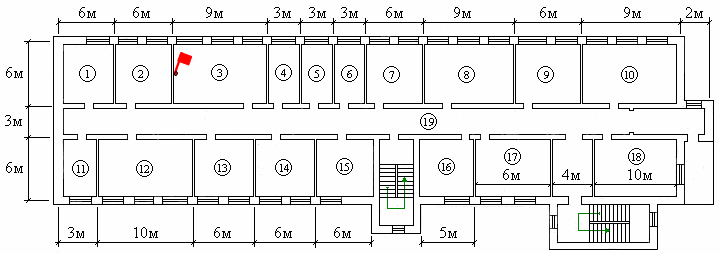 6м 6м 9м 3м 3м 3м 6м 9м 6м 9м 2м
6м 1 2 3 4 5 6 7 8 9 10
3м 19
6м 11 12 13 14 15 16 17 18
6м 4м 10м
3м 10м 6м 6м 6м 5м